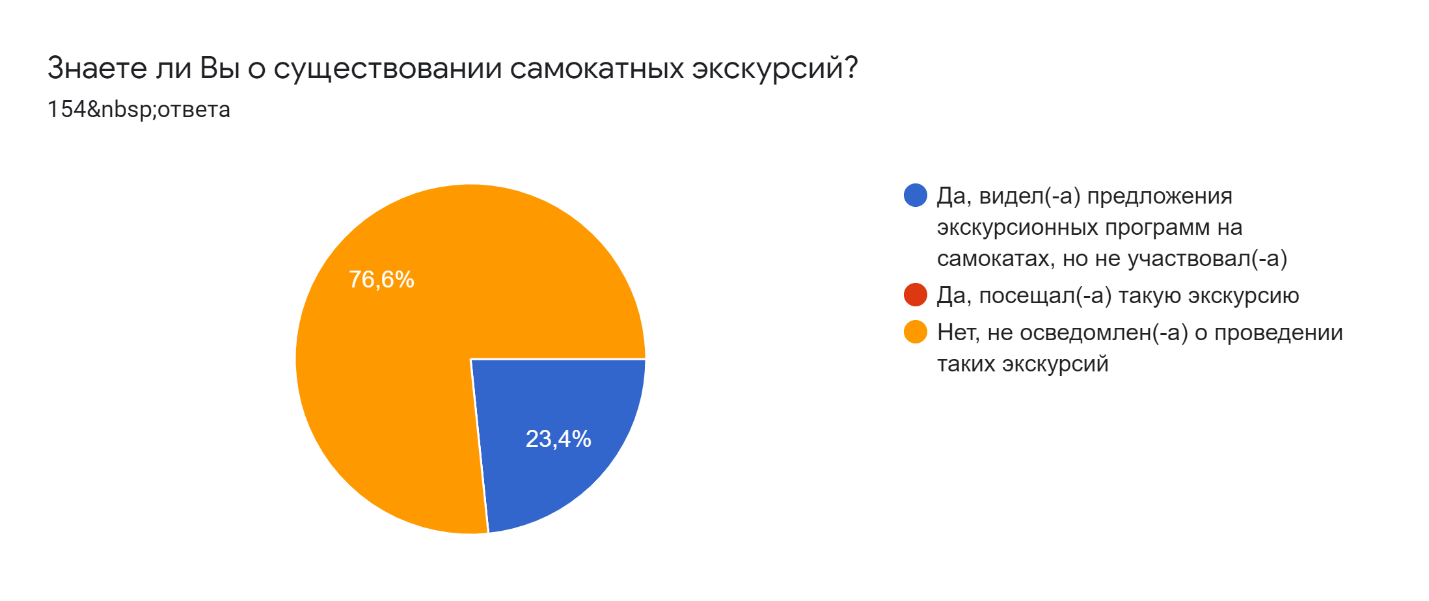 Знаете ли Вы о существовании самокатных экскурсий?
154&nbsp;ответа
Да, видел(-а) предложения
экскурсионных программ на
самокатах, но не участвовал(-а)
Да, посещал(-а) такую экскурсию
Нет, не осведомлен(-а) о проведении
таких экскурсий
76,6%
23,4%